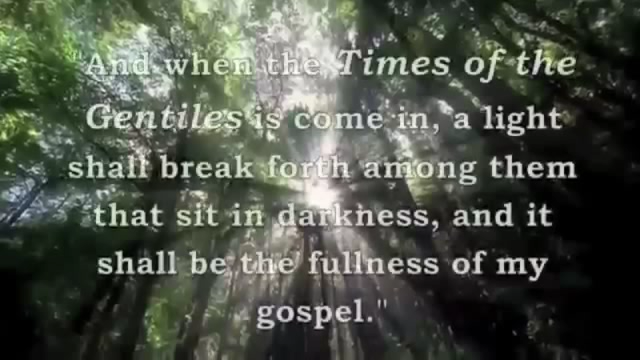 "And when the Times of the
Gentiles is come in, a light
shall break forth among them
that sit in darkness, and it
shall be the fullness of my
gospel."